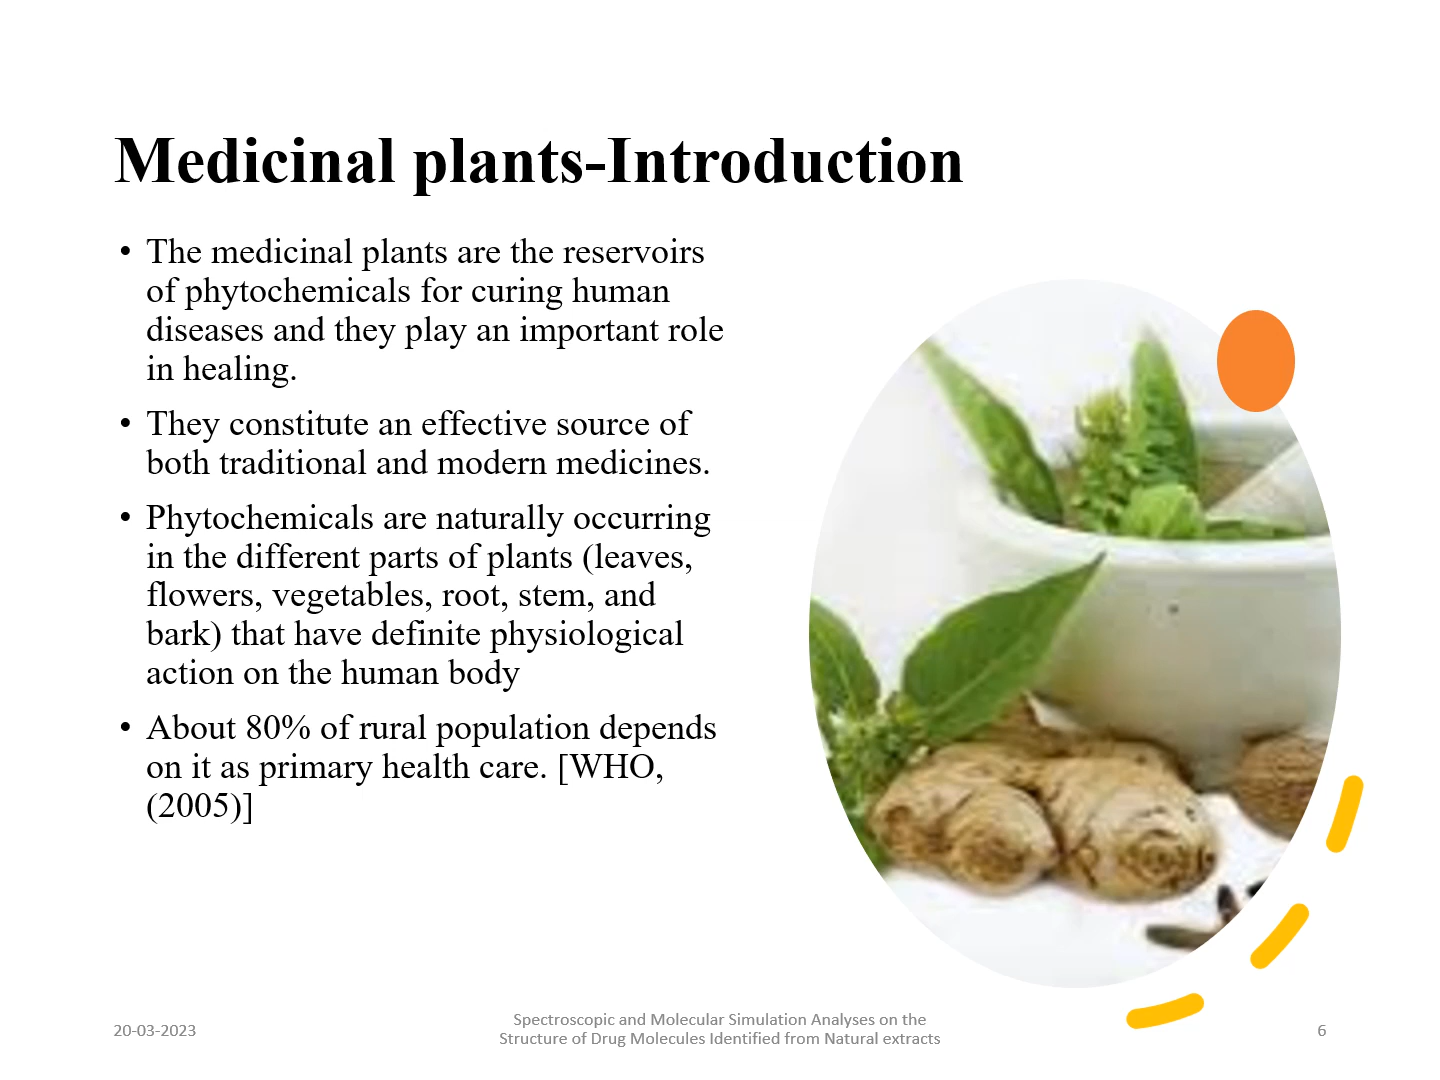 Medicinal plants-Introduction
• The medicinal plants are the reservoirs
of phytochemicals for curing human
diseases and they play an important role
in healing.
• They constitute an effective source of
both traditional and modern medicines.
• Phytochemicals are naturally occurring
in the different parts of plants (leaves,
flowers, vegetables, root, stem, and
bark) that have definite physiological
action on the human body
• About 80% of rural population depends
on it as primary health care. [WHO,
(2005)]
20-03-2023
Spectroscopic and Molecular Simulation Analyses on the
Structure of Drug Molecules Identified from Natural extracts
6